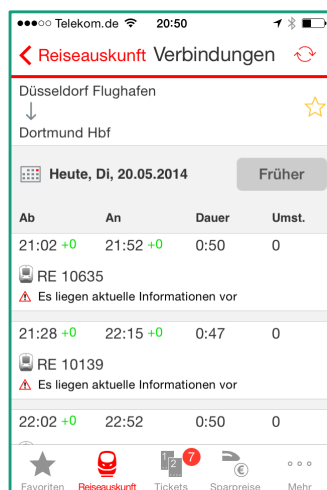 Telekom.de 20:50
Reiseauskunft Verbindungen
Düsseldorf Flughafen
↓
Dortmund Hbf
Heute, Di, 20.05.2014 Früher
Ab An Dauer Umst.
21:02 +0 21:52 +0 0:50 0
RE 10635
Es liegen aktuelle Informationen vor
21:28 +0 22:15 +0 0:47 0
RE 10139
Es liegen aktuelle Informationen vor
22:02 +0 22:52 0:50 0
1 2 7 €
Favoriten Reiseauskunft Tickets Sparpreise Mehr